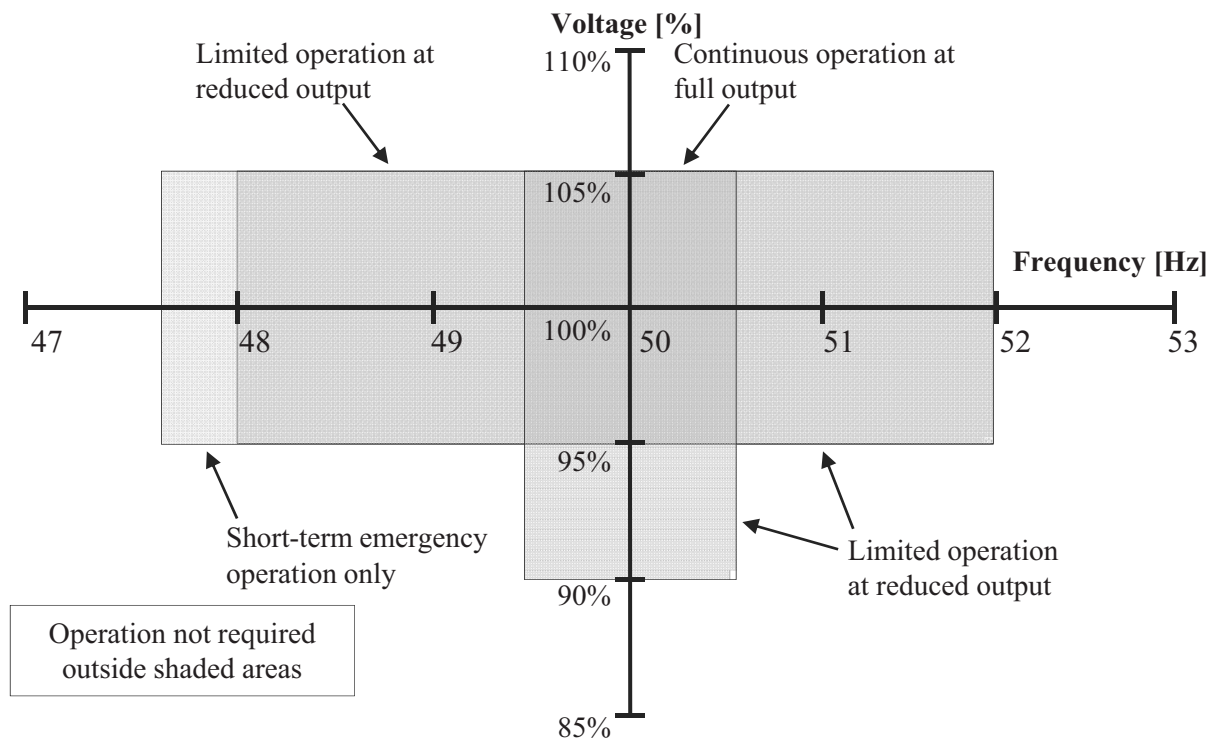 Voltage [%]
Limited operation at
reduced output
110%
Continuous operation at
full output
105%
Frequency [Hz]
47
48
49
100%
50
51
52
53
95%
Short-term emergency
operation only
Limited operation
at reduced output
90%
Operation not required
outside shaded areas
85%